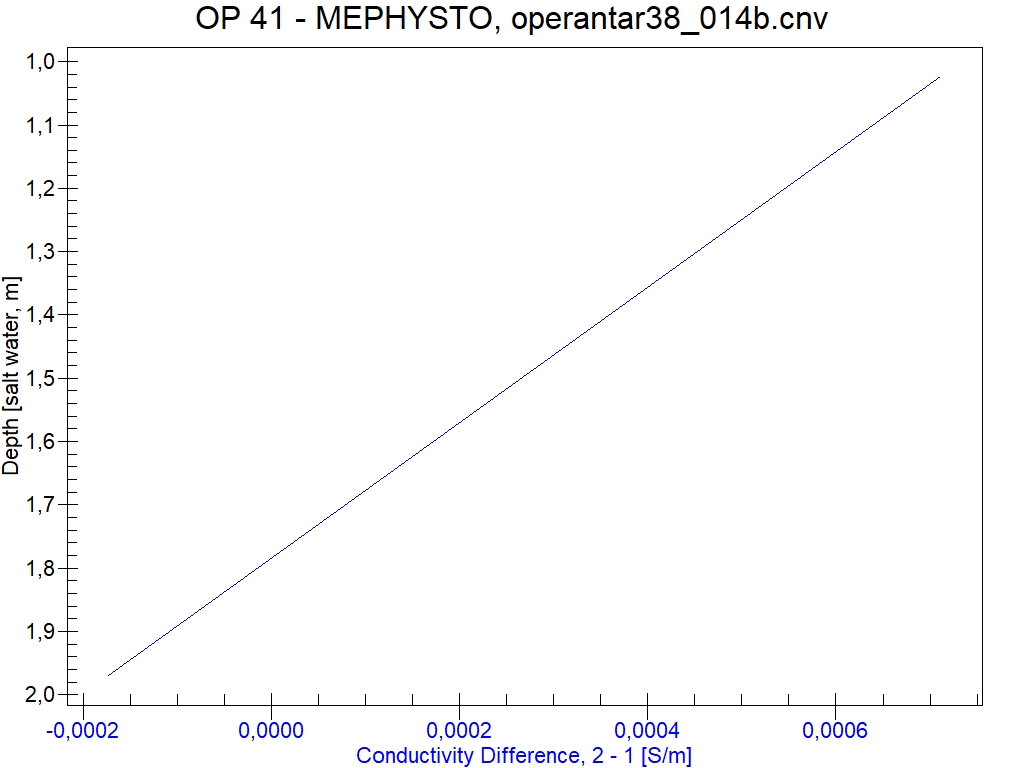 OP 41 - MEPHYSTO, operantar38_014b.cnv
1,0
1,1
1,2
1,3
1,4
1,5
1,6
1,7
1,8
1,9
2,0
Depth [salt water, m]
-0,0002 0,0000 0,0002 0,0004 0,0006
Conductivity Difference, 2 - 1 [S/m]